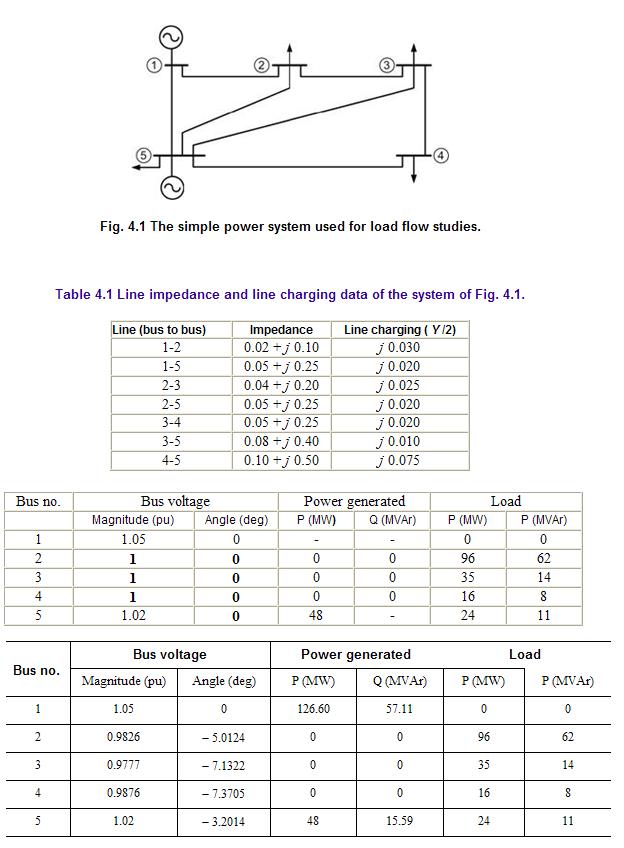 1
2
3
5
4
Fig. 4.1 The simple power system used for load flow studies.
Table 4.1 Line impedance and line charging data of the system of Fig. 4.1.
Line (bus to bus) Impedance Line charging ( Y/2)
1-2 0.02 + j 0.10 j 0.030
1-5 0.05 + j 0.25 j 0.020
2-3 0.04 + j 0.20 j 0.025
2-5 0.05 + j 0.25 j 0.020
3-4 0.05 + j 0.25 j 0.020
3-5 0.08 + j 0.40 j 0.010
4-5 0.10 + j 0.50 j 0.075
Bus no. Bus voltage Power generated Load
Magnitude (pu) Angle (deg) P (MW) Q (MVAr) P (MW) P (MVAr)
1 1.05 0 - - 0 0
2 1 0 0 0 96 62
3 1 0 0 0 35 14
4 1 0 0 0 16 8
5 1.02 0 48 - 24 11
Bus no. Bus voltage Power generated Load
Magnitude (pu) Angle (deg) P (MW) Q (MVAr) P (MW) P (MVAr)
1 1.05 0 126.60 57.11 0 0
2 0.9826 – 5.0124 0 0 96 62
3 0.9777 – 7.1322 0 0 35 14
4 0.9876 – 7.3705 0 0 16 8
5 1.02 – 3.2014 48 15.59 24 11